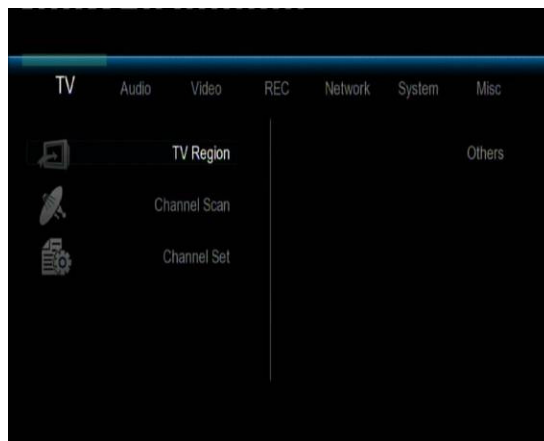 TV Audio Video REC Network System Misc
TV Region Others
Channel Scan
Channel Set